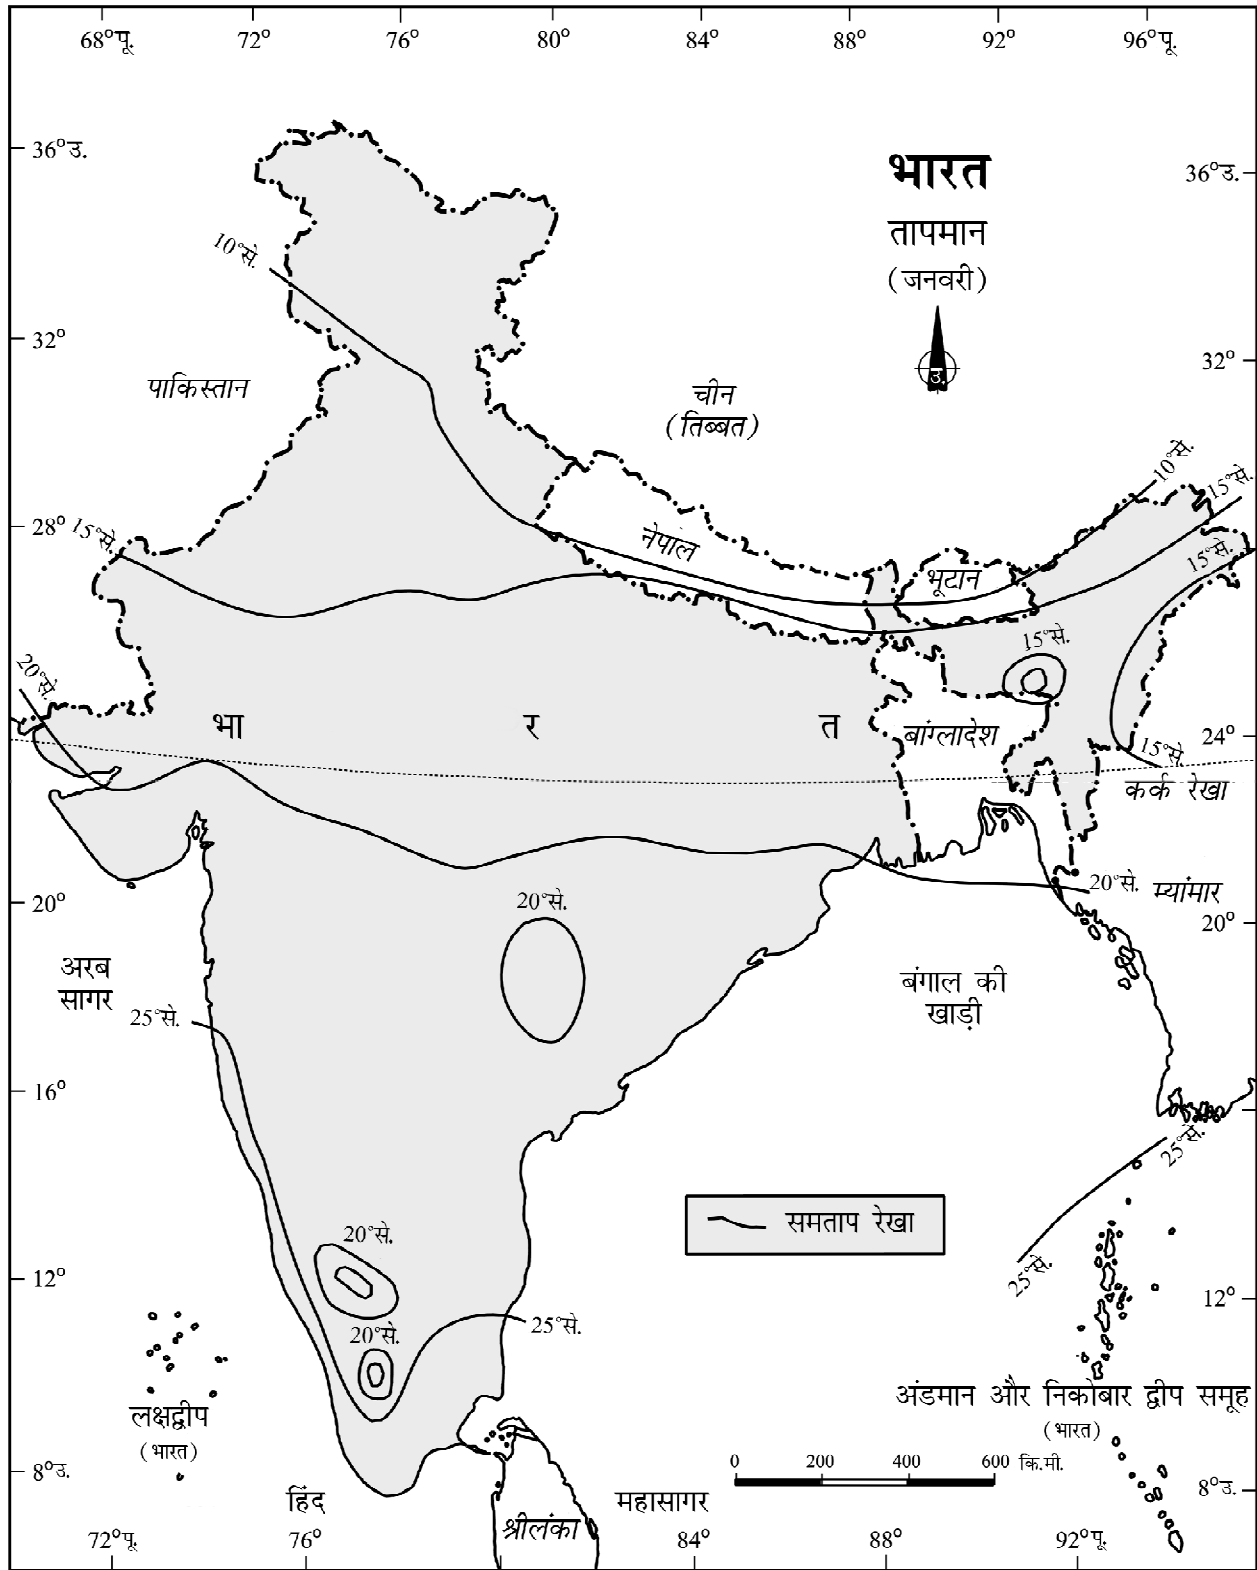 68°पू.
72°
76°
80°
84°
88°
92°
96°पू.
36°उ.
भारत
36°उ.
तापमान
10°से.
(जनवरी)
32°
32°
उ
पाकिस्तान
चीन
(तिब्बत)
10°से.
15°से.
28°
15°से.
नेपाल
15°से.
भूटान
15°से.
20°से.
भा
र
त
बांग्लादेश
24°
15°से.
कर्क रेखा
20°
20°से.
20°से.
म्यांमार
20°
अरब
सागर
बंगाल की
खाड़ी
25°से.
16°
25°से.
समताप रेखा
20°से.
12°
25°से.
12°
20°से.
25°से.
अंडमान और निकोबार द्वीप समूह
(भारत)
लक्षद्वीप
(भारत)
8°उ.
0
200
400
600 कि.मी.
8°उ.
हिंद
महासागर
श्रीलंका
72°पू.
76°
84°
88°
92°पू.